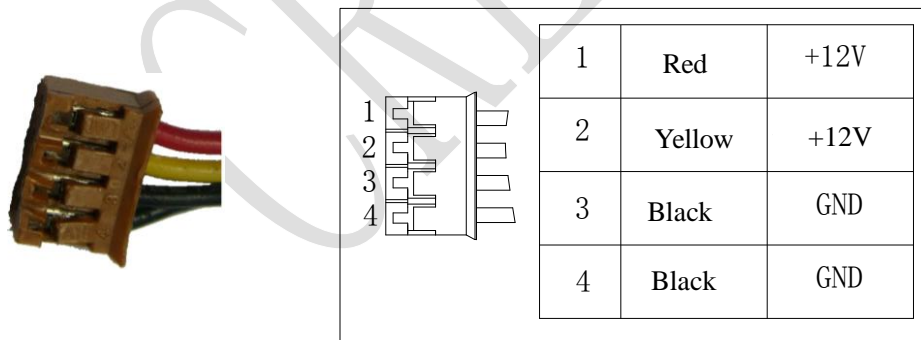 1 Red +12V
1
2 Yellow +12V
2
3 Black GND
3
4
4 Black GND